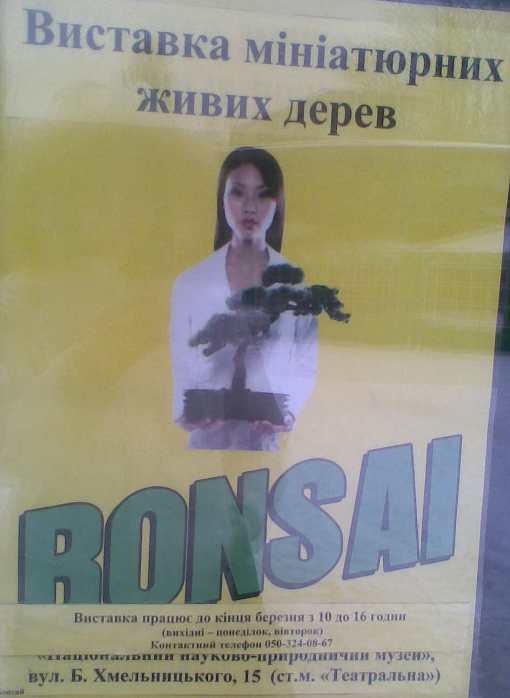 Виставка мініатюрних
живих дерев
BONSAI
Виставка працює до кінця березня з 10 до 16 годин
(вихідні – понеділок, вівторок)
Контактний телефон 050-324-08-67
«Національний науково-природничий музей»,
вул. Б. Хмельницького, 15 (ст.м. «Театральна»)